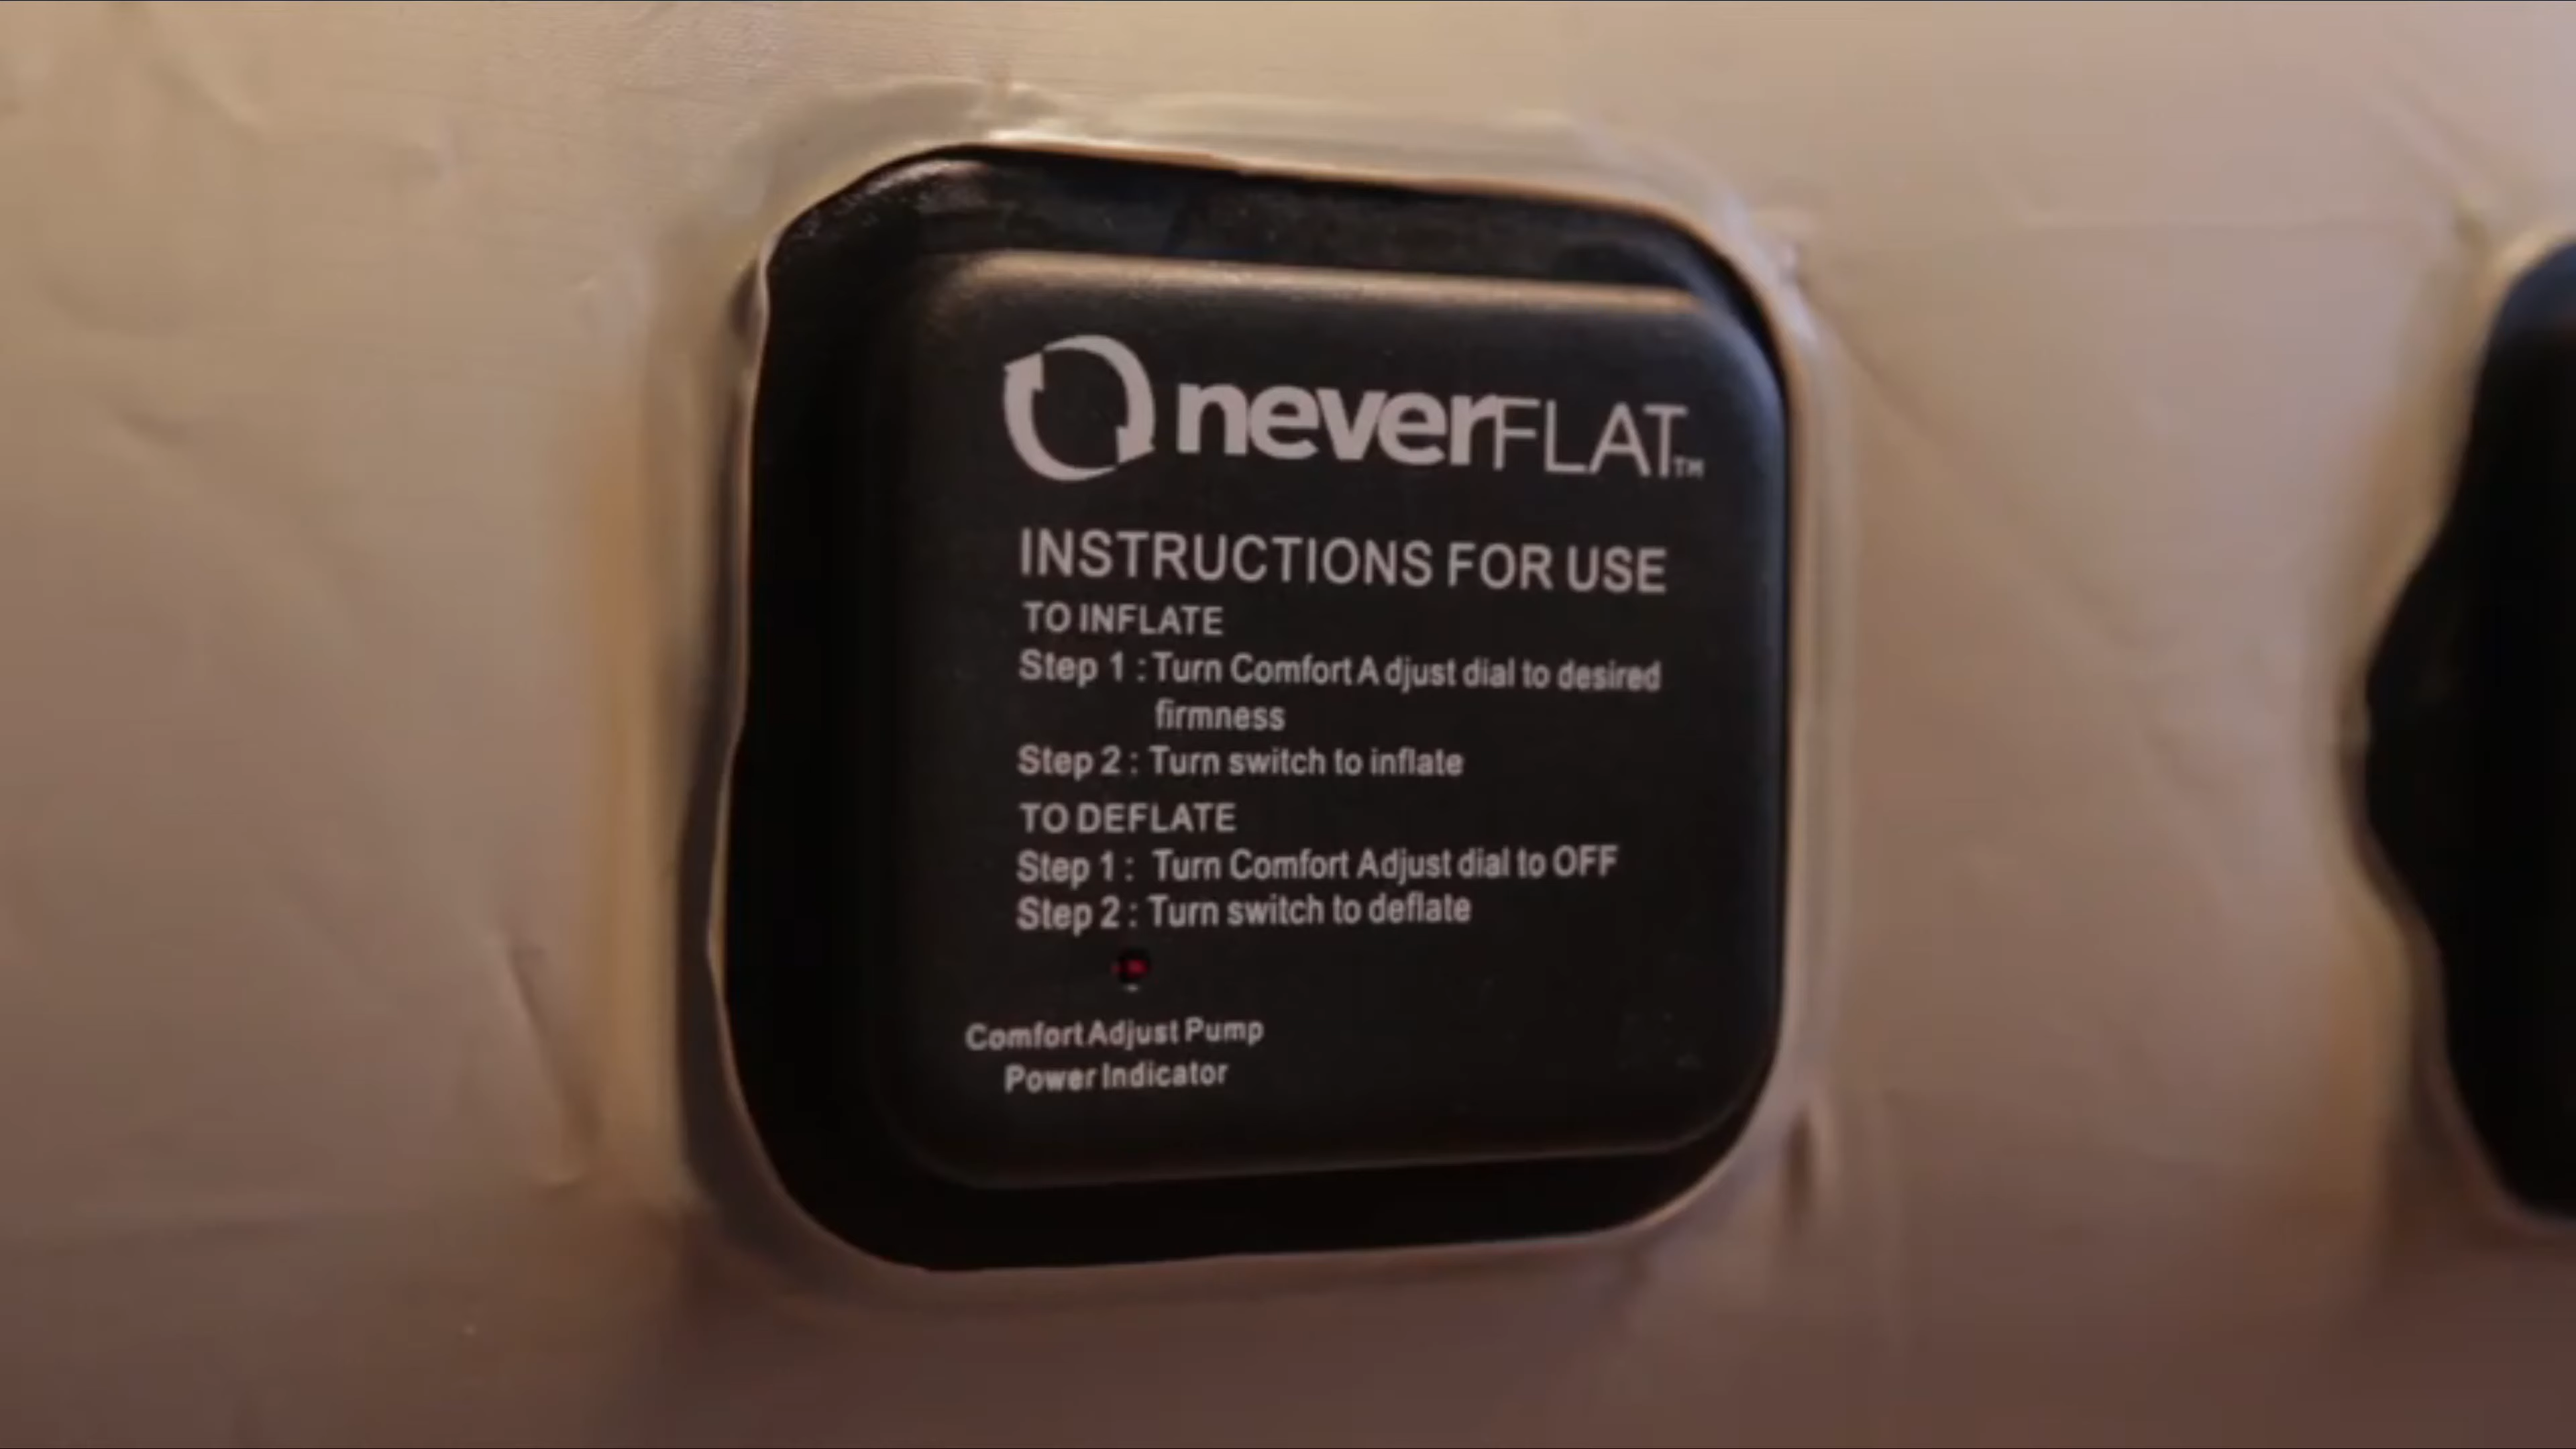 neverFLAT™
INSTRUCTIONS FOR USE
TO INFLATE
Step 1 : Turn Comfort Adjust dial to desired
firmness
Step 2 : Turn switch to inflate
TO DEFLATE
Step 1 : Turn Comfort Adjust dial to OFF
Step 2 : Turn switch to deflate
Comfort Adjust Pump
Power Indicator